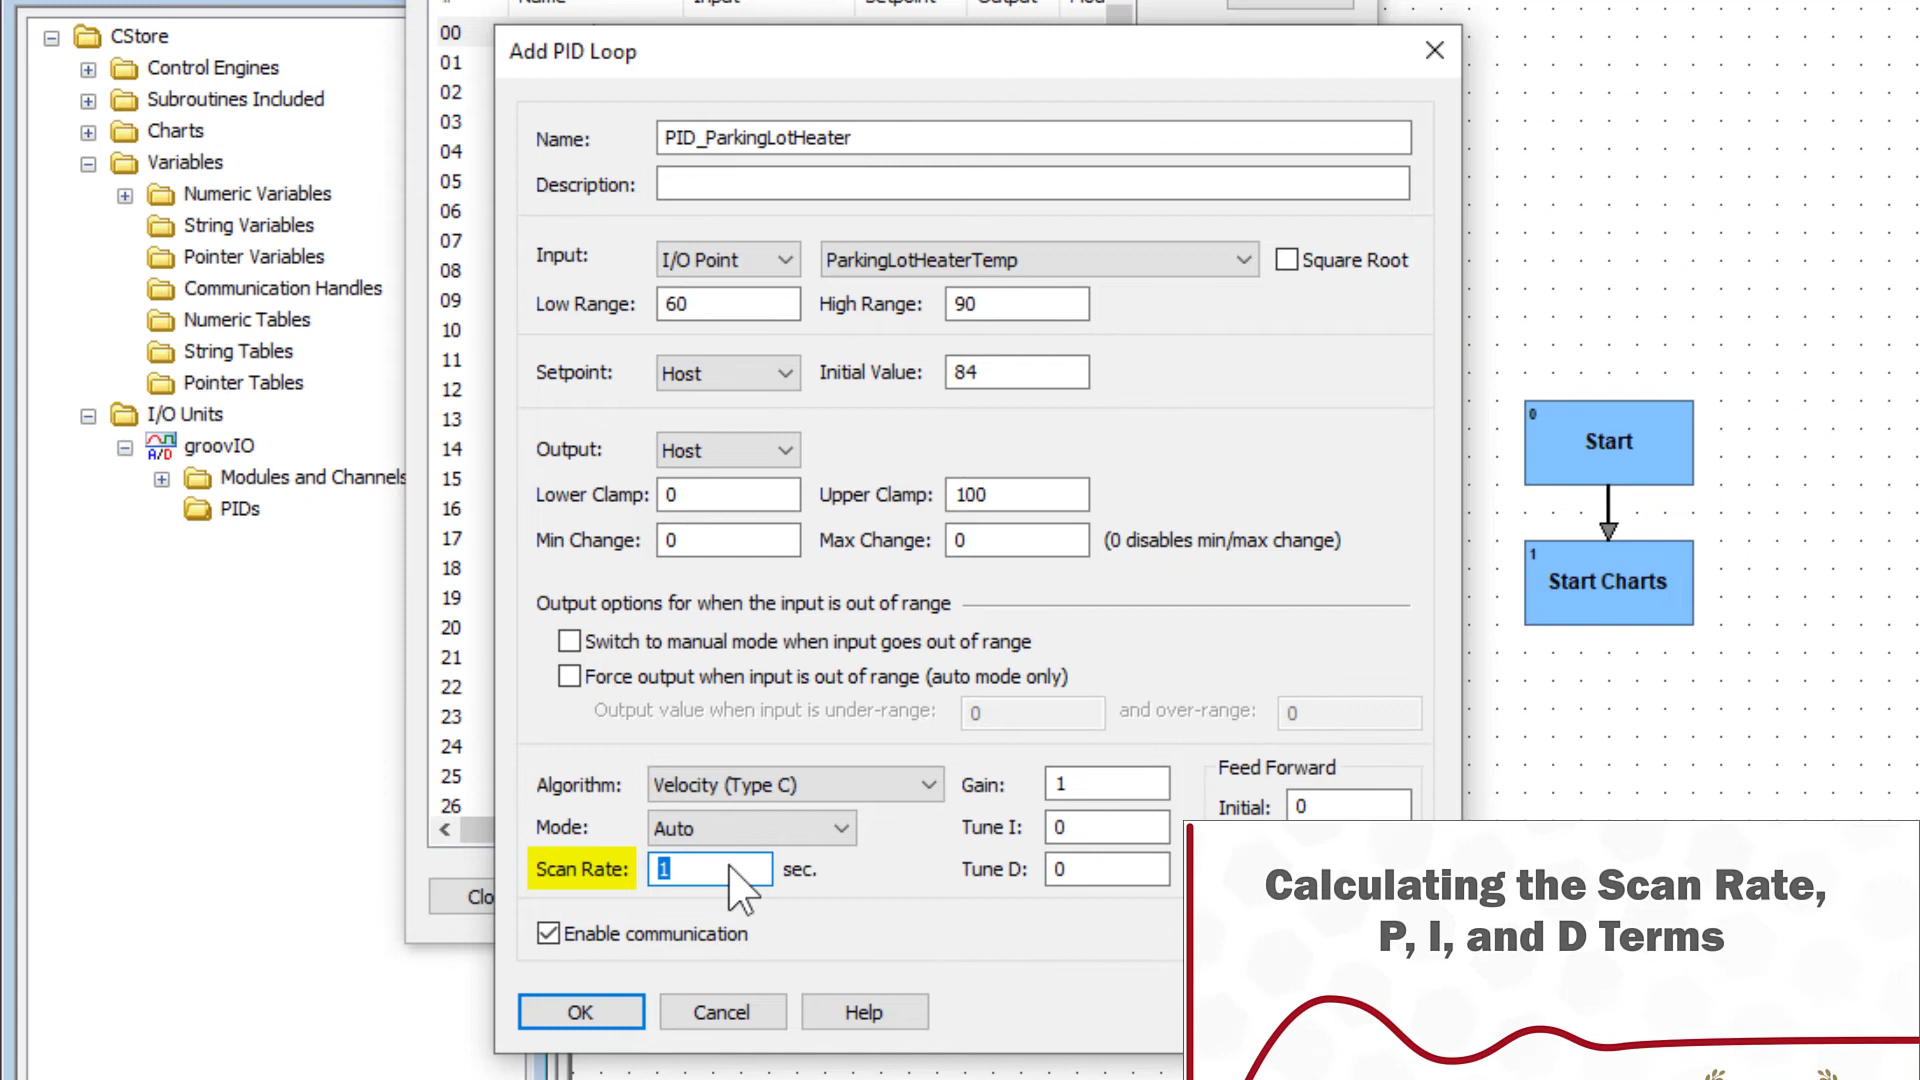 CStore
Control Engines
Subroutines Included
Charts
Variables
Numeric Variables
String Variables
Pointer Variables
Communication Handles
Numeric Tables
String Tables
Pointer Tables
I/O Units
A/D groovIO
Modules and Channels
PIDs
00
01
02
03
04
05
06
07
08
09
10
11
12
13
14
15
16
17
18
19
20
21
22
23
24
25
26
Clo
Add PID Loop
Name: PID_ParkingLotHeater
Description:
Input: I/O Point ParkingLotHeaterTemp Square Root
Low Range: 60 High Range: 90
Setpoint: Host Initial Value: 84
Output: Host
Lower Clamp: 0 Upper Clamp: 100
Min Change: 0 Max Change: 0 (0 disables min/max change)
Output options for when the input is out of range
Switch to manual mode when input goes out of range
Force output when input is out of range (auto mode only)
Output value when input is under-range: 0 and over-range: 0
Algorithm: Velocity (Type C) Gain: 1 Feed Forward
Initial: 0
Mode: Auto Tune I: 0
Scan Rate: 1 sec. Tune D: 0
Enable communication
OK Cancel Help
0
Start
1
Start Charts
Calculating the Scan Rate,
P, I, and D Terms